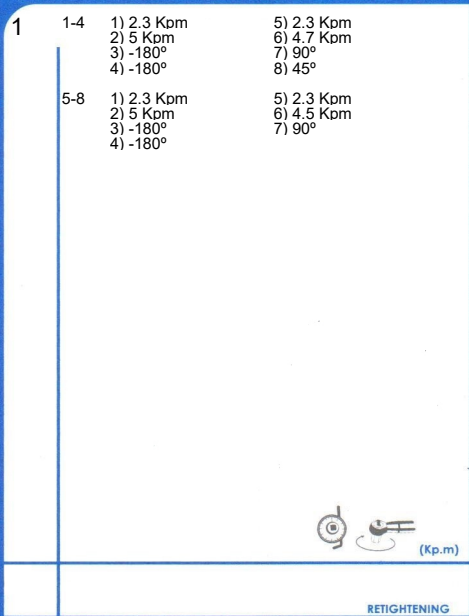 1
1-4 1) 2.3 Kpm 5) 2.3 Kpm
2) 5 Kpm 6) 4.7 Kpm
3) -180º 7) 90º
4) -180º 8) 45º
5-8 1) 2.3 Kpm 5) 2.3 Kpm
2) 5 Kpm 6) 4.5 Kpm
3) -180º 7) 90º
4) -180º
(Kp.m)
RETIGHTENING